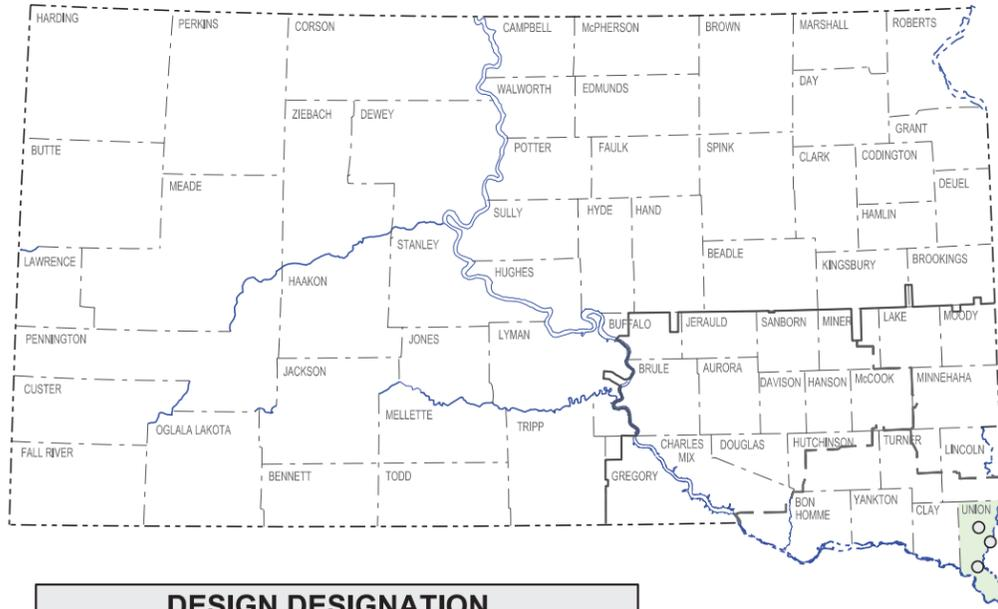 HARDING
PERKINS
CORSON
CAMPBELL
McPHERSON
BROWN
MARSHALL
ROBERTS
WALWORTH
EDMUNDS
DAY
ZIEBACH
DEWEY
GRANT
BUTTE
POTTER
FAULK
SPINK
CLARK
CODINGTON
MEADE
DEUEL
SULLY
HYDE
HAND
HAMLIN
STANLEY
LAWRENCE
HUGHES
BEADLE
KINGSBURY
BROOKINGS
HAAKON
PENNINGTON
JONES
LYMAN
BUFFALO
JERAULD
SANBORN
MINER
LAKE
MOODY
JACKSON
BRULE
AURORA
DAVISON
HANSON
McCOOK
MINNEHAHA
CUSTER
MELLETTE
OGLALA LAKOTA
TRIPP
FALL RIVER
CHARLES
MIX
DOUGLAS
HUTCHINSON
TURNER
LINCOLN
BENNETT
TODD
GREGORY
BON
HOMME
YANKTON
CLAY
UNION
DESIGN DESIGNATION